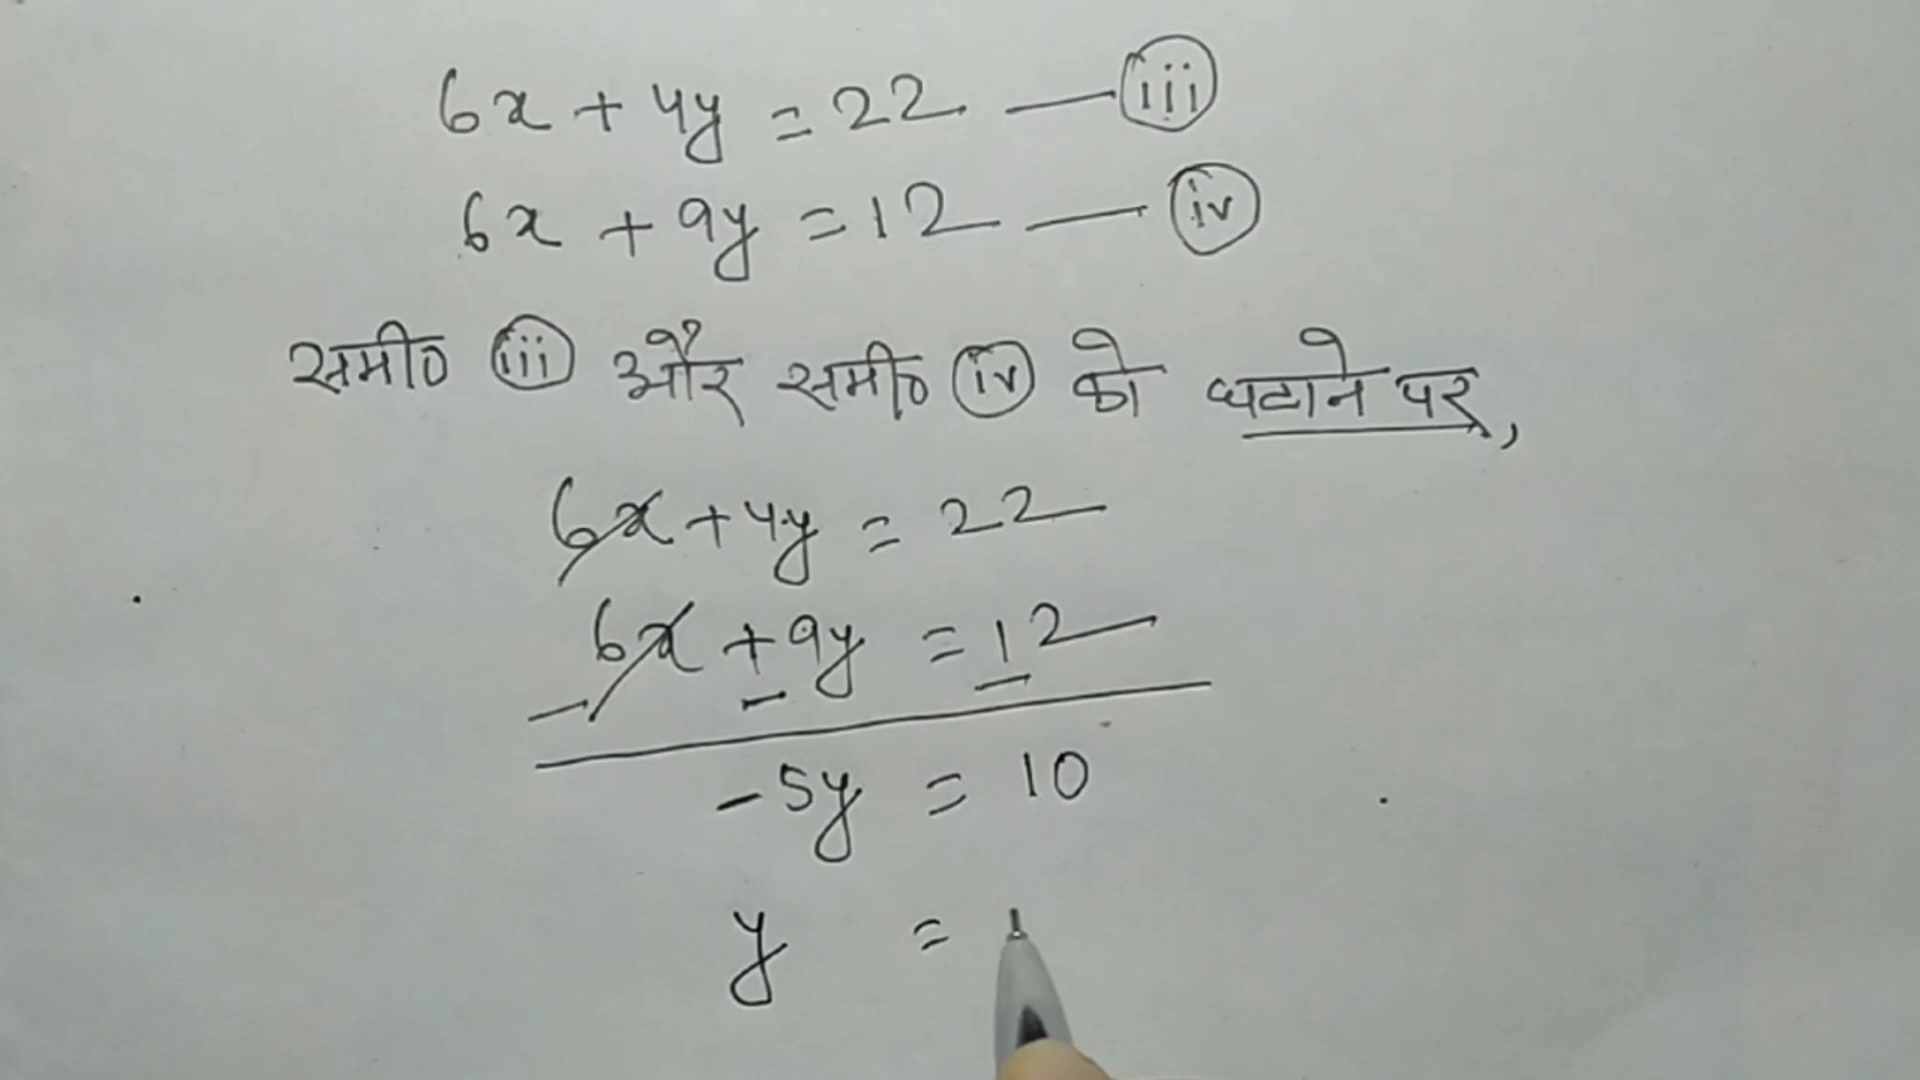 6x + 4y = 22 — (iii)
6x + 9y = 12 — (iv)
समी० (iii) और समी० (iv) को घटाने पर,
6x + 4y = 22
6x + 9y = 12
— — —
-5y = 10
y =